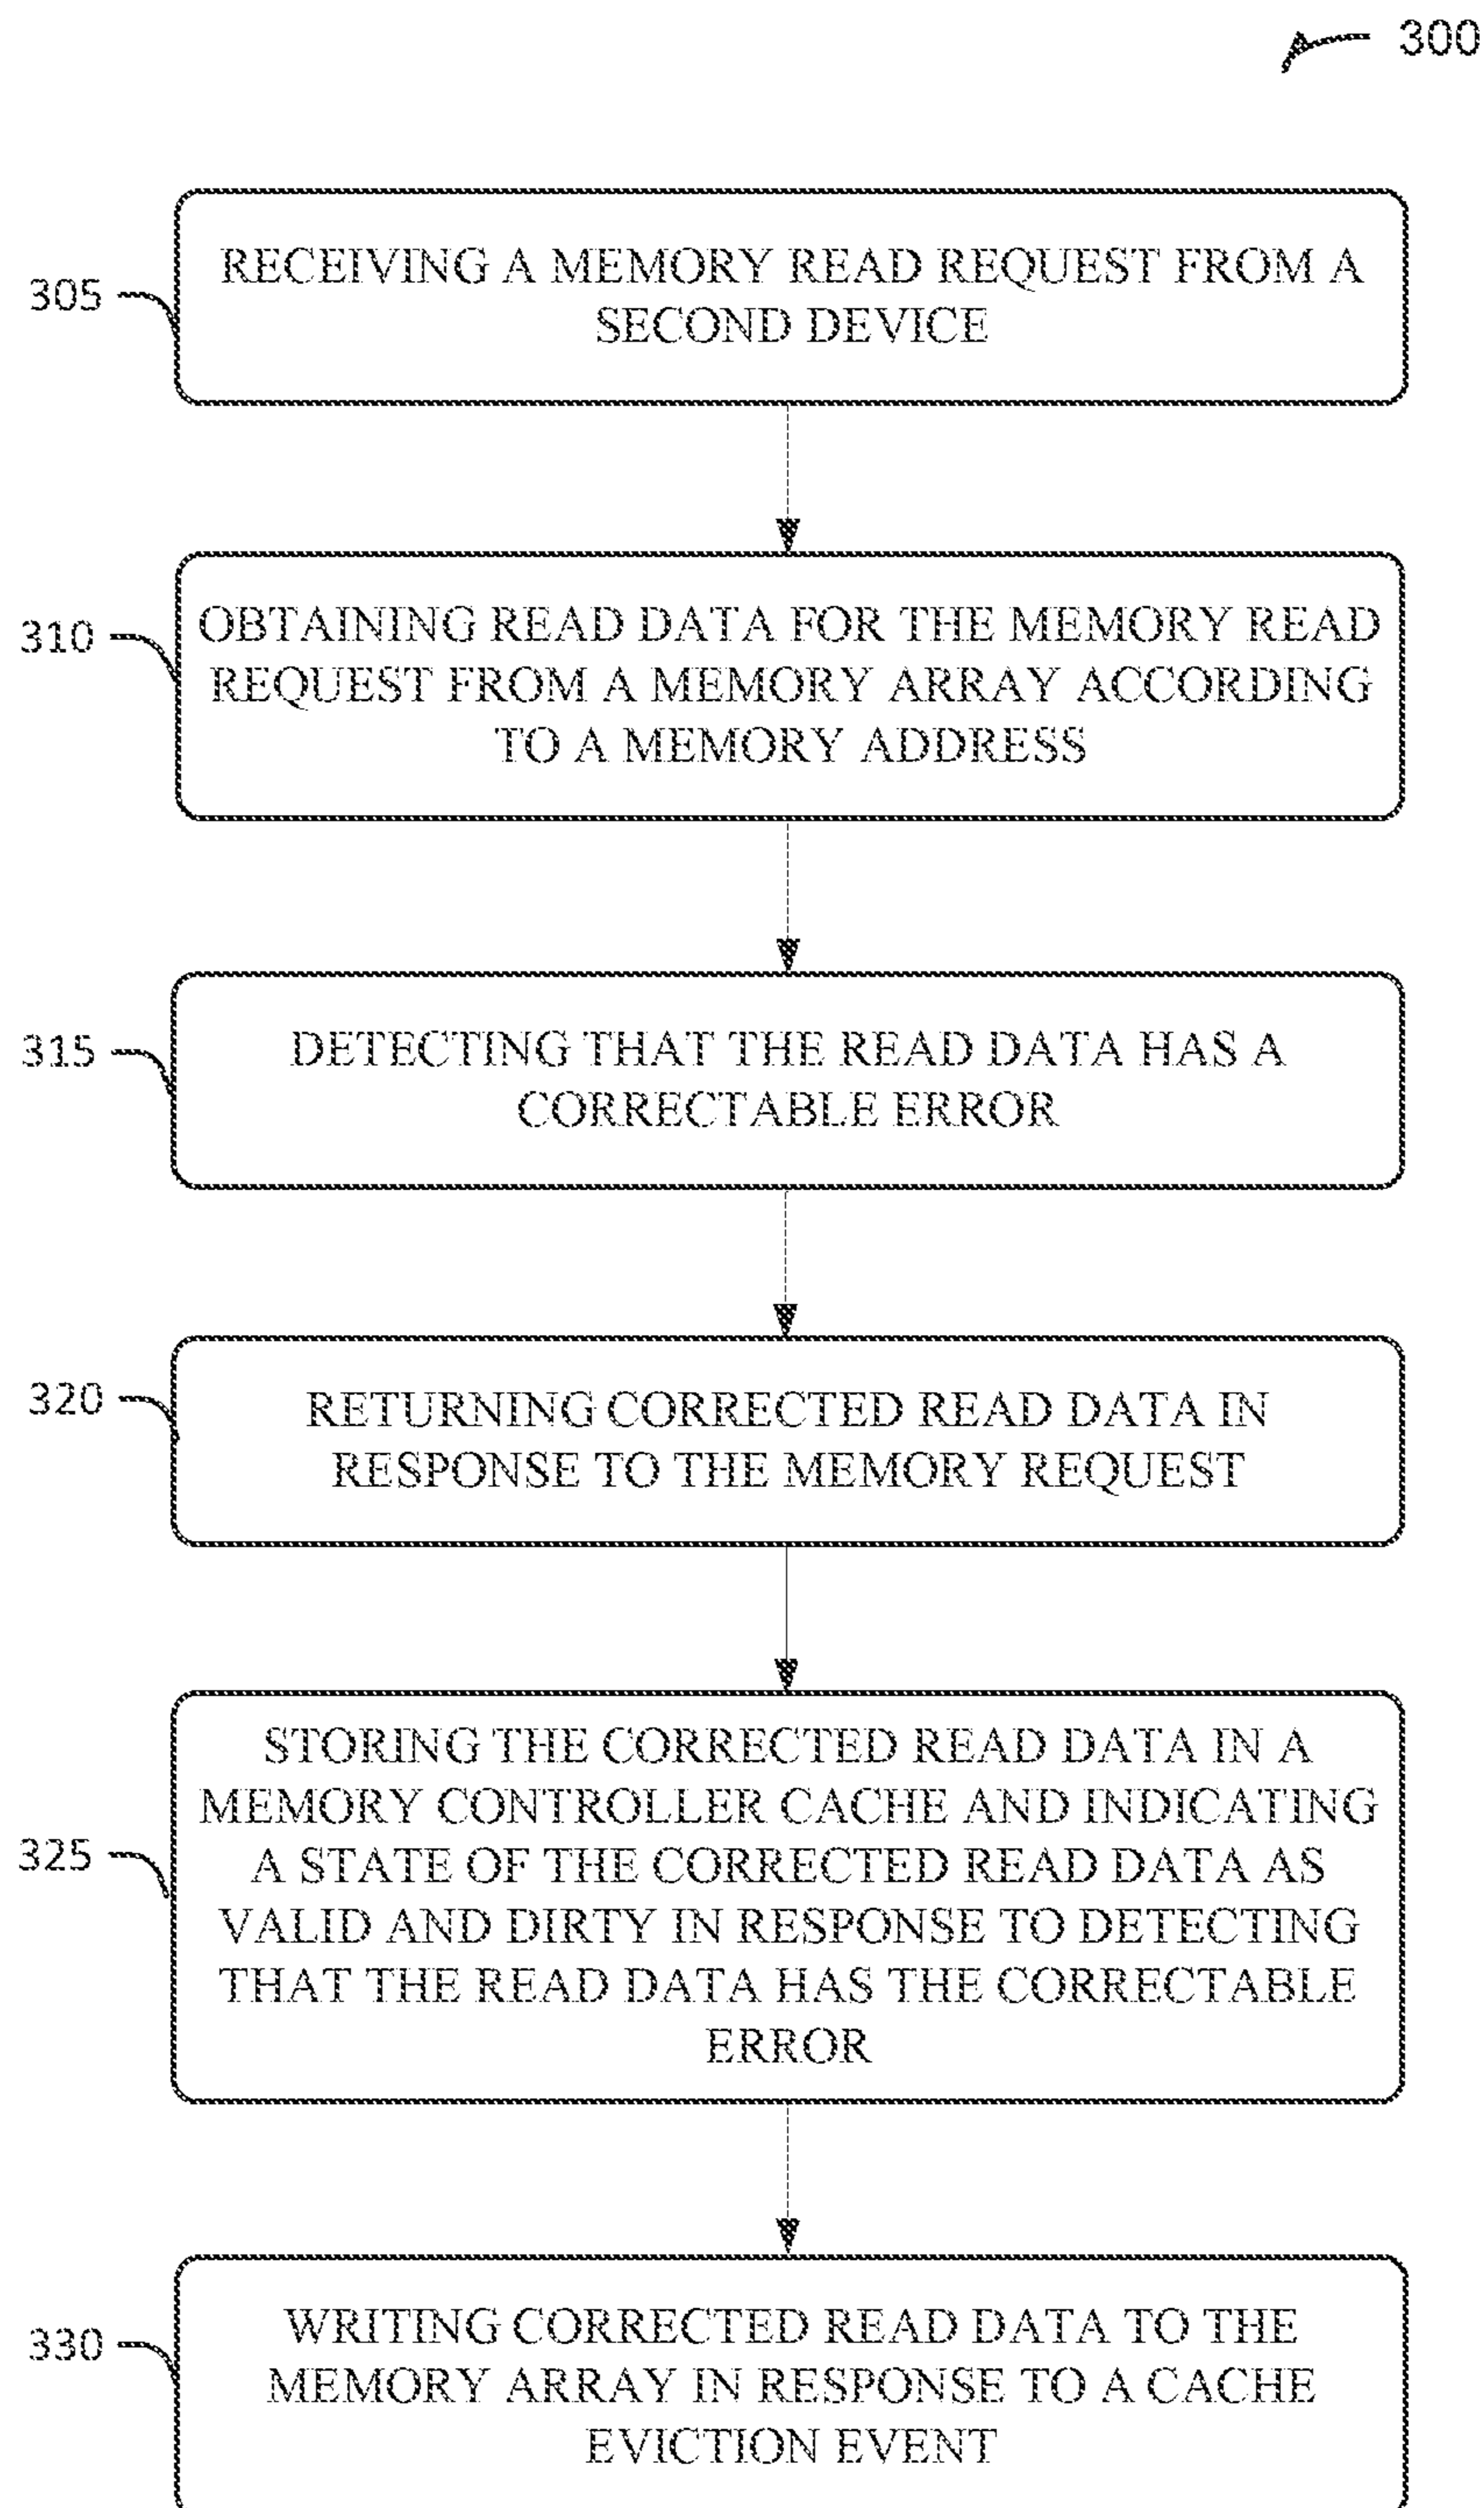 300
305
RECEIVING A MEMORY READ REQUEST FROM A
SECOND DEVICE
310
OBTAINING READ DATA FOR THE MEMORY READ
REQUEST FROM A MEMORY ARRAY ACCORDING
TO A MEMORY ADDRESS
315
DETECTING THAT THE READ DATA HAS A
CORRECTABLE ERROR
320
RETURNING CORRECTED READ DATA IN
RESPONSE TO THE MEMORY REQUEST
325
STORING THE CORRECTED READ DATA IN A
MEMORY CONTROLLER CACHE AND INDICATING
A STATE OF THE CORRECTED READ DATA AS
VALID AND DIRTY IN RESPONSE TO DETECTING
THAT THE READ DATA HAS THE CORRECTABLE
ERROR
330
WRITING CORRECTED READ DATA TO THE
MEMORY ARRAY IN RESPONSE TO A CACHE
EVICTION EVENT